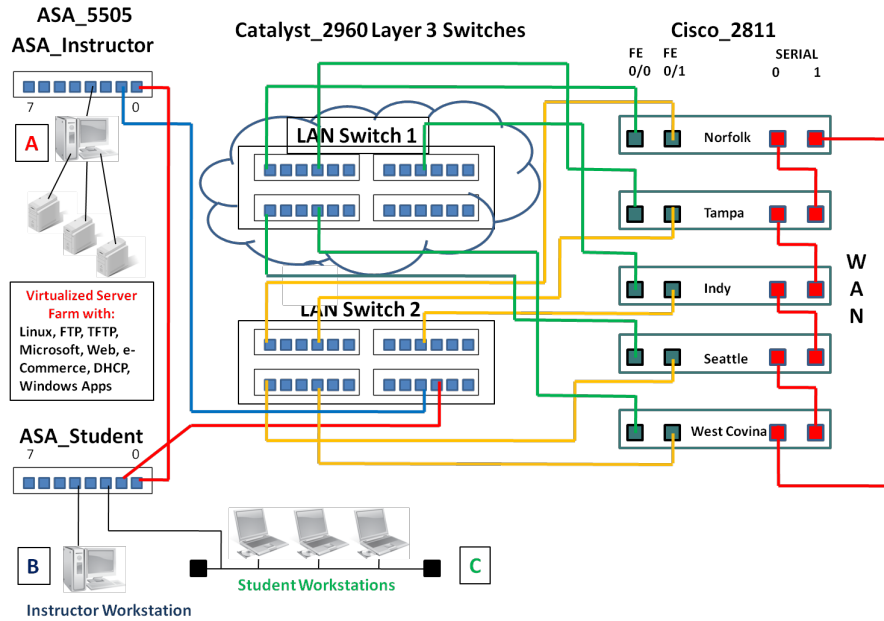 ASA_5505
ASA_Instructor
7
0
A
Virtualized Server
Farm with:
Linux, FTP, TFTP,
Microsoft, Web, e-
Commerce, DHCP,
Windows Apps
ASA_Student
7
0
B
Instructor Workstation
Student Workstations
C
Catalyst_2960 Layer 3 Switches
LAN Switch 1
LAN Switch 2
Cisco_2811
FE
0/0
FE
0/1
SERIAL
0
1
Norfolk
Tampa
Indy
Seattle
West Covina
W
A
N